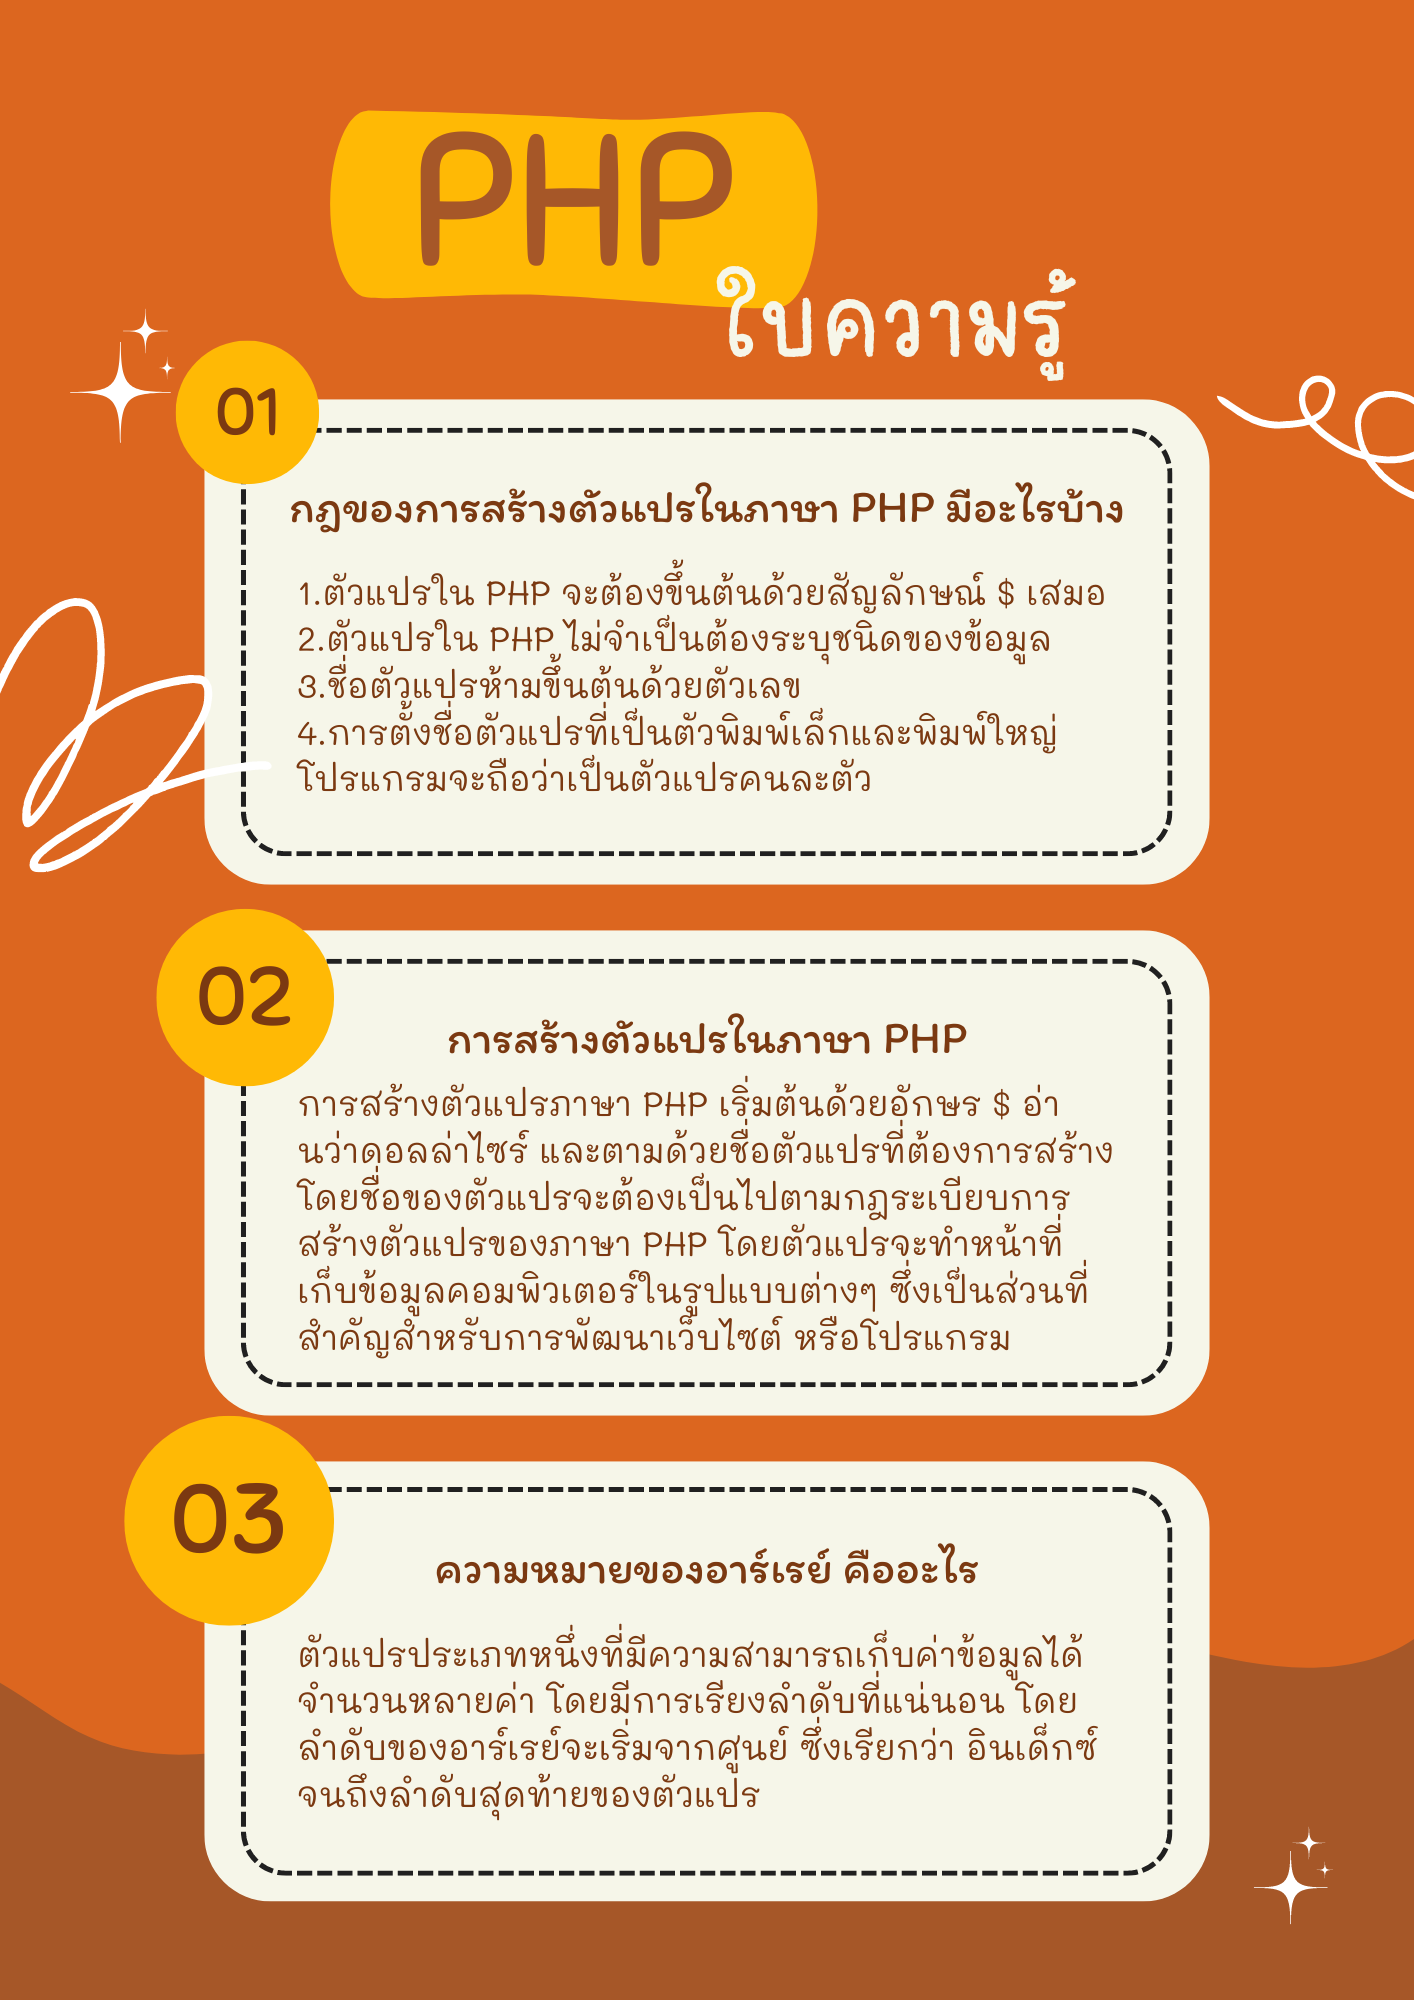 PHP
ใบความรู้
01
กฎของการสร้างตัวแปรในภาษา PHP มีอะไรบ้าง
1.ตัวแปรใน PHP จะต้องขึ้นต้นด้วยสัญลักษณ์ $ เสมอ
2.ตัวแปรใน PHP ไม่จำเป็นต้องระบุชนิดของข้อมูล
3.ชื่อตัวแปรห้ามขึ้นต้นด้วยตัวเลข
4.การตั้งชื่อตัวแปรที่เป็นตัวพิมพ์เล็กและพิมพ์ใหญ่
โปรแกรมจะถือว่าเป็นตัวแปรคนละตัว
02
การสร้างตัวแปรในภาษา PHP
การสร้างตัวแปรภาษา PHP เริ่มต้นด้วยอักษร $ อ่า
นว่าดอลล่าไซร์ และตามด้วยชื่อตัวแปรที่ต้องการสร้าง
โดยชื่อของตัวแปรจะต้องเป็นไปตามกฎระเบียบการ
สร้างตัวแปรของภาษา PHP โดยตัวแปรจะทำหน้าที่
เก็บข้อมูลคอมพิวเตอร์ในรูปแบบต่างๆ ซึ่งเป็นส่วนที่
สำคัญสำหรับการพัฒนาเว็บไซต์ หรือโปรแกรม
03
ความหมายของอาร์เรย์ คืออะไร
ตัวแปรประเภทหนึ่งที่มีความสามารถเก็บค่าข้อมูลได้
จำนวนหลายค่า โดยมีการเรียงลำดับที่แน่นอน โดย
ลำดับของอาร์เรย์จะเริ่มจากศูนย์ ซึ่งเรียกว่า อินเด็กซ์
จนถึงลำดับสุดท้ายของตัวแปร